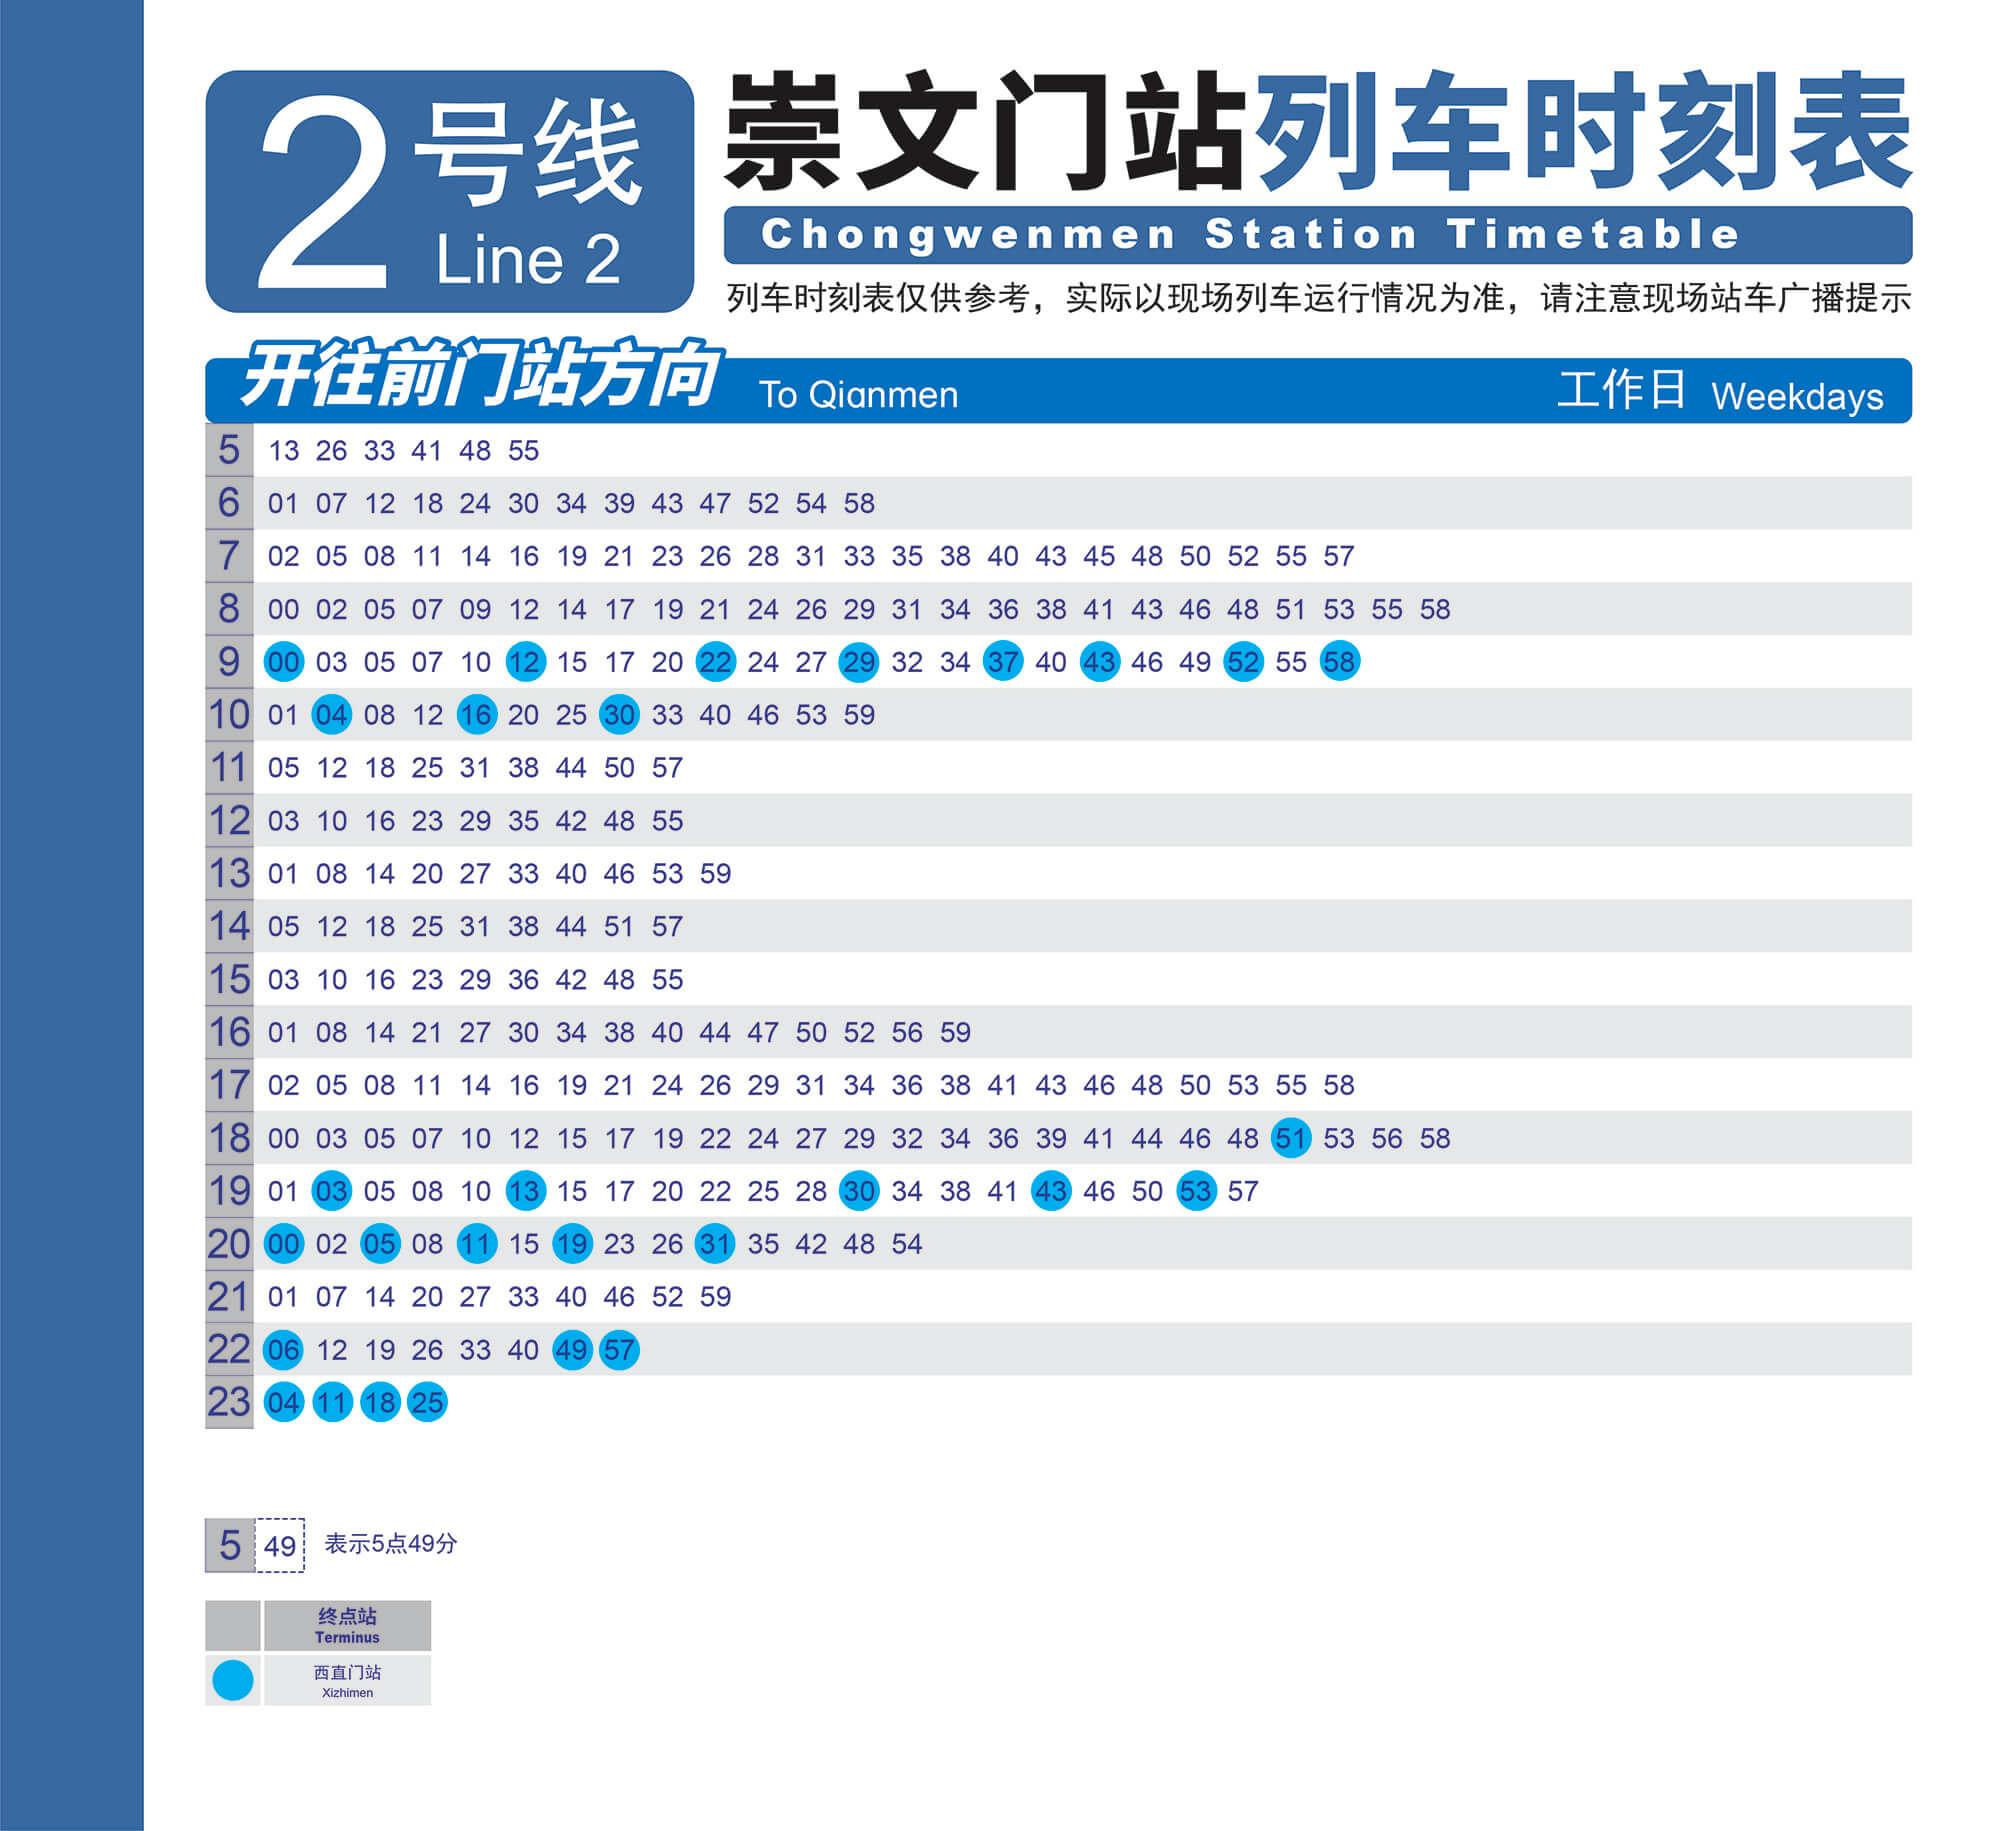 2号线
Line 2
崇文门站列车时刻表
Chongwenmen Station Timetable
列车时刻表仅供参考，实际以现场列车运行情况为准，请注意现场站车广播提示
开往前门站方向 To Qianmen 工作日 Weekdays
5 13 26 33 41 48 55
6 01 07 12 18 24 30 34 39 43 47 52 54 58
7 02 05 08 11 14 16 19 21 23 26 28 31 33 35 38 40 43 45 48 50 52 55 57
8 00 02 05 07 09 12 14 17 19 21 24 26 29 31 34 36 38 41 43 46 48 51 53 55 58
9 00 03 05 07 10 12 15 17 20 22 24 27 29 32 34 37 40 43 46 49 52 55 58
10 01 04 08 12 16 20 25 30 33 40 46 53 59
11 05 12 18 25 31 38 44 50 57
12 03 10 16 23 29 35 42 48 55
13 01 08 14 20 27 33 40 46 53 59
14 05 12 18 25 31 38 44 51 57
15 03 10 16 23 29 36 42 48 55
16 01 08 14 21 27 30 34 38 40 44 47 50 52 56 59
17 02 05 08 11 14 16 19 21 24 26 29 31 34 36 38 41 43 46 48 50 53 55 58
18 00 03 05 07 10 12 15 17 19 22 24 27 29 32 34 36 39 41 44 46 48 51 53 56 58
19 01 03 05 08 10 13 15 17 20 22 25 28 30 34 38 41 43 46 50 53 57
20 00 02 05 08 11 15 19 23 26 31 35 42 48 54
21 01 07 14 20 27 33 40 46 52 59
22 06 12 19 26 33 40 49 57
23 04 11 18 25
5 49 表示5点49分
终点站
Terminus
西直门站
Xizhimen